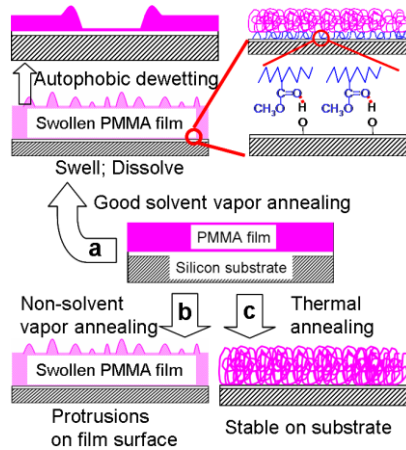 Autophobic dewetting
Swollen PMMA film
Swell; Dissolve
C=O
CH₃O
H
O
C=O
CH₃O
H
O
Good solvent vapor annealing
a
PMMA film
Silicon substrate
Non-solvent
vapor annealing
b
c
Thermal
annealing
Swollen PMMA film
Protrusions
on film surface
Stable on substrate